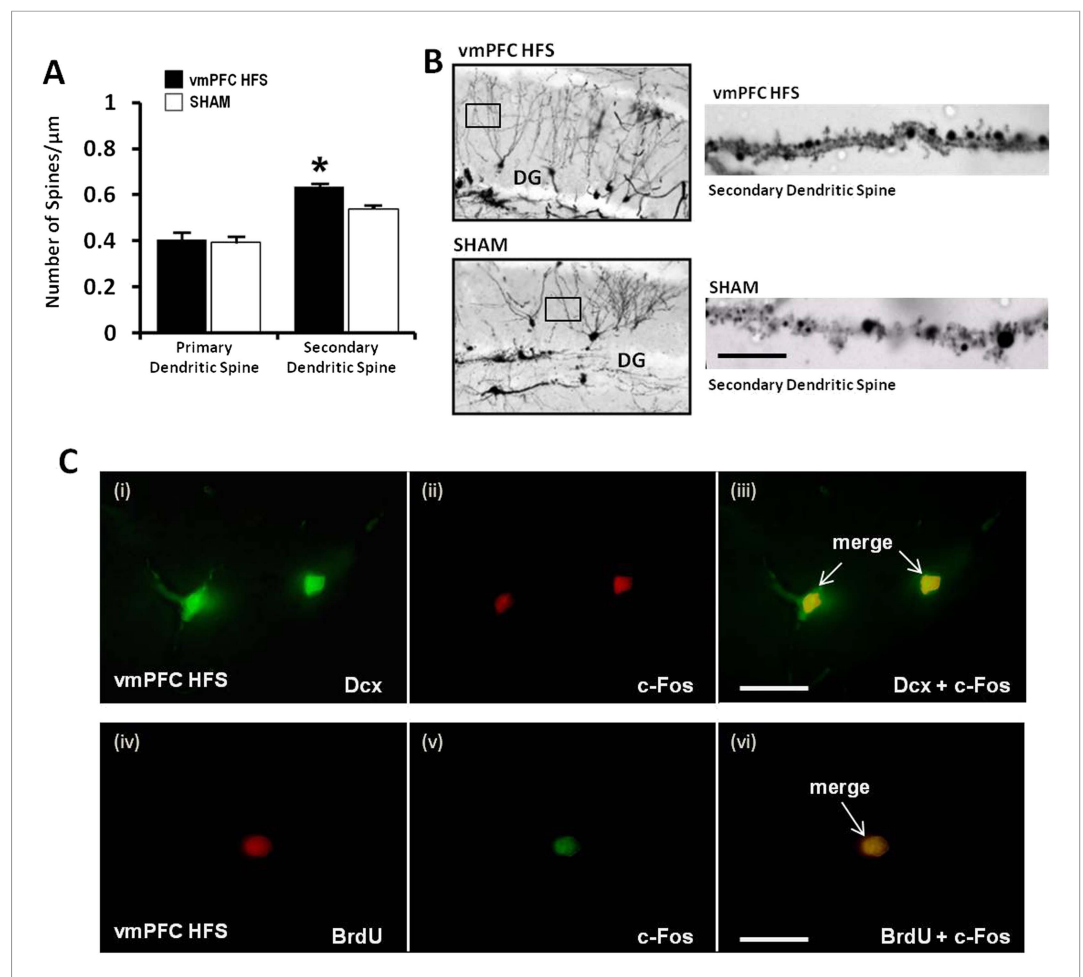 A
vmPFC HFS
SHAM
Number of Spines/µm
1
0.8
0.6
0.4
0.2
0
*
Primary
Dendritic Spine
Secondary
Dendritic Spine
B
vmPFC HFS
DG
SHAM
DG
vmPFC HFS
Secondary Dendritic Spine
SHAM
Secondary Dendritic Spine
C
(i)
vmPFC HFS
Dcx
(ii)
c-Fos
(iii)
merge
Dcx + c-Fos
(iv)
vmPFC HFS
BrdU
(v)
c-Fos
(vi)
merge
BrdU + c-Fos